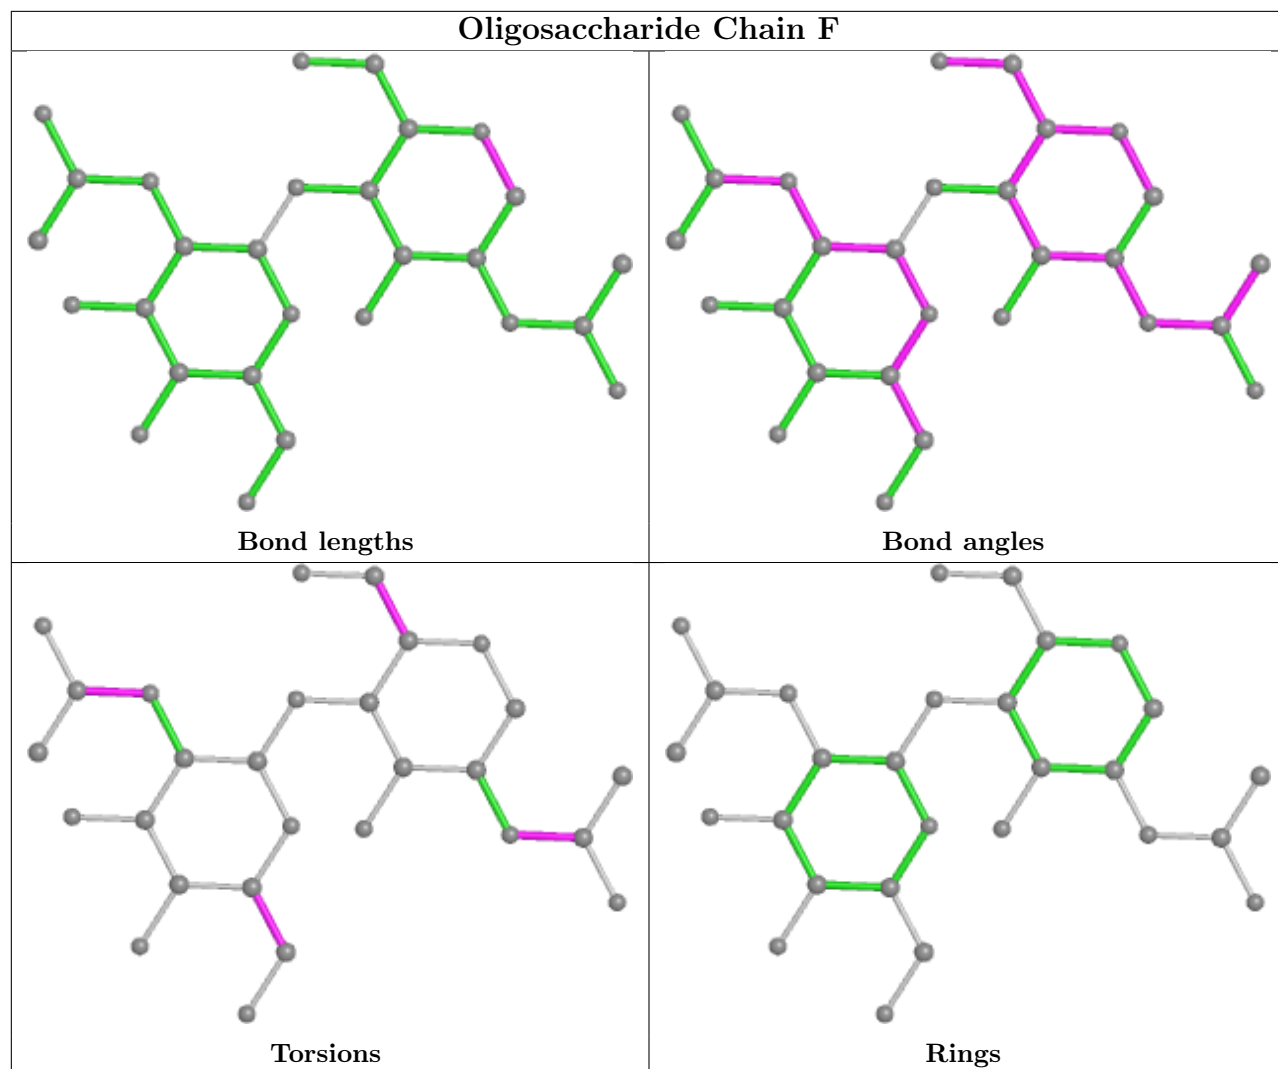 Oligosaccharide Chain F
Bond lengths
Bond angles
Torsions
Rings